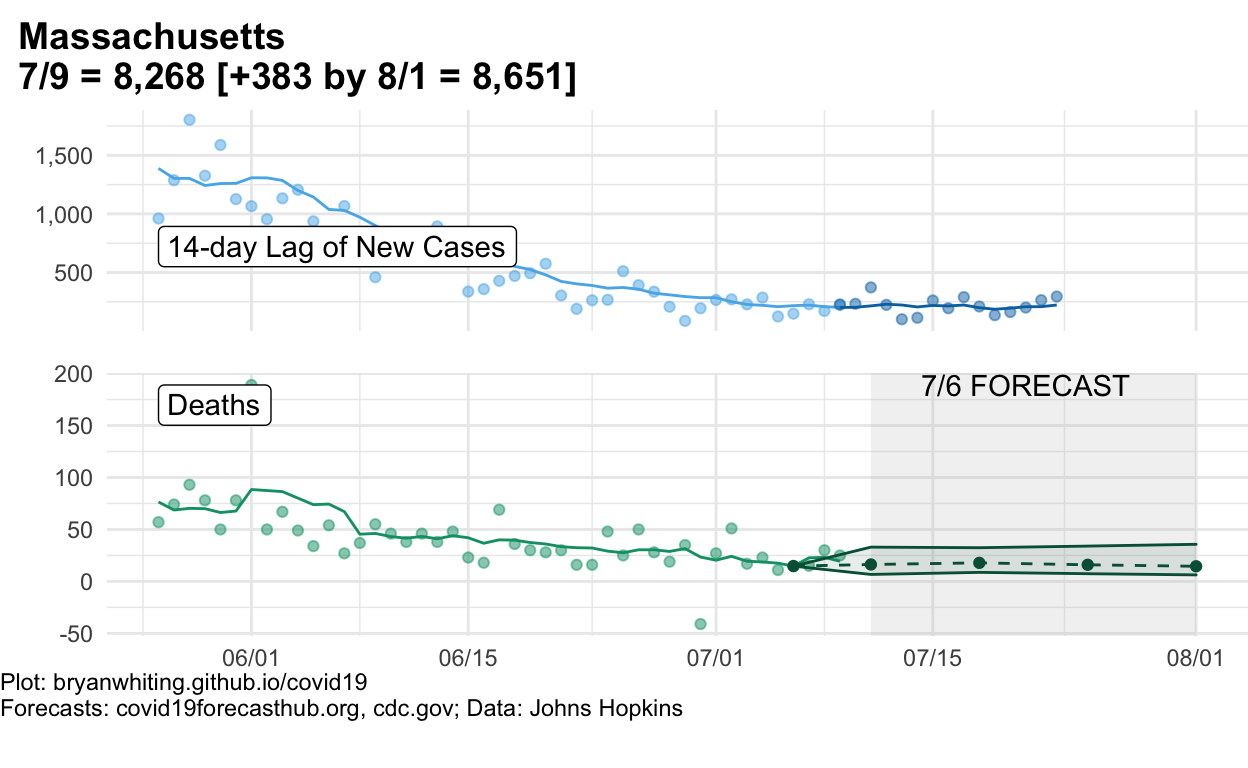 Massachusetts
7/9 = 8,268 [+383 by 8/1 = 8,651]
1,500
1,000
500
14-day Lag of New Cases
200
150
100
50
0
-50
Deaths
7/6 FORECAST
06/01
06/15
07/01
07/15
08/01
Plot: bryanwhiting.github.io/covid19
Forecasts: covid19forecasthub.org, cdc.gov; Data: Johns Hopkins